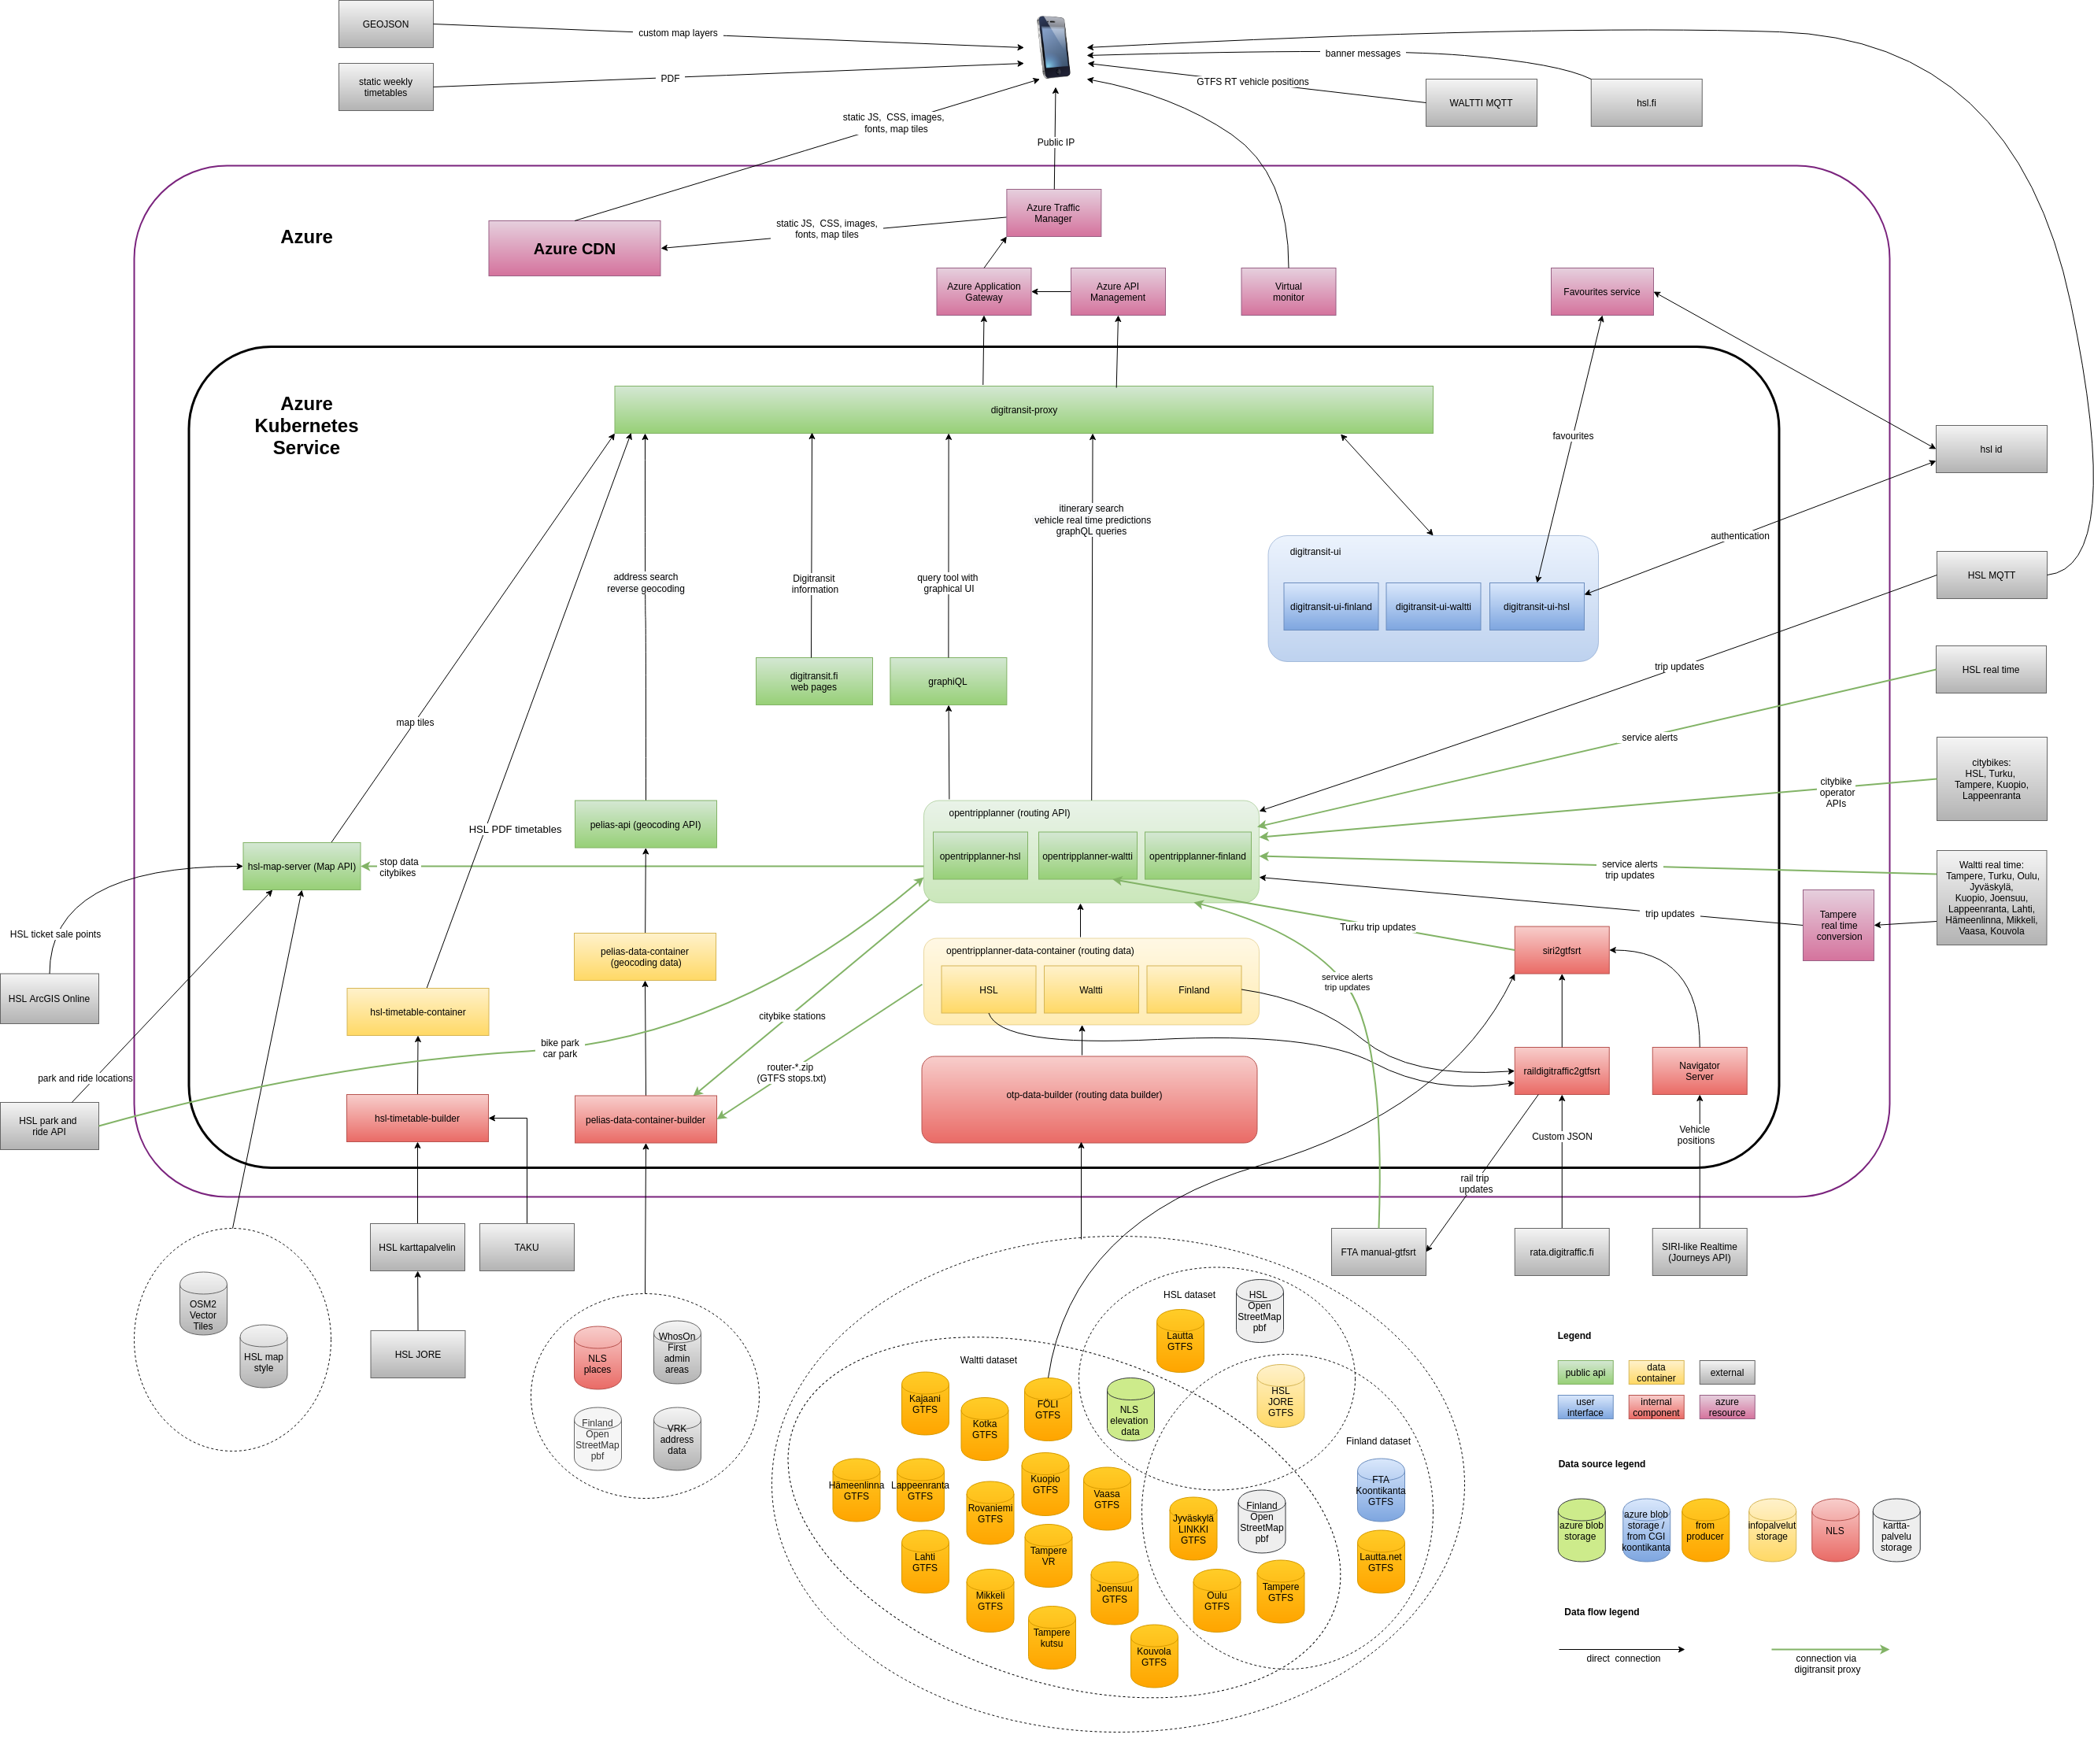 GEOJSON
custom map layers
static weekly
timetables
PDF
banner messages
GTFS RT vehicle positions
WALTTI MQTT
hsl.fi
static JS,  CSS, images,
fonts, map tiles
Public IP
Azure
Azure CDN
static JS,  CSS, images,
fonts, map tiles
Azure Traffic
Manager
Azure Application
Gateway
Azure API
Management
Virtual
monitor
Favourites service
Azure
Kubernetes
Service
digitransit-proxy
favourites
hsl id
itinerary search
vehicle real time predictions
graphQL queries
authentication
digitransit-ui
digitransit-ui-finland
digitransit-ui-waltti
digitransit-ui-hsl
HSL MQTT
address search
reverse geocoding
Digitransit
information
query tool with
graphical UI
trip updates
HSL real time
digitransit.fi
web pages
graphiQL
map tiles
service alerts
citybikes:
HSL, Turku,
Tampere, Kuopio,
Lappeenranta
citybike
operator
APIs
HSL PDF timetables
pelias-api (geocoding API)
opentripplanner (routing API)
opentripplanner-hsl
opentripplanner-waltti
opentripplanner-finland
hsl-map-server (Map API)
stop data
citybikes
service alerts
trip updates
Waltti real time:
Tampere, Turku, Oulu,
Jyväskylä,
Kuopio, Joensuu,
Lappeenranta, Lahti,
Hämeenlinna, Mikkeli,
Vaasa, Kouvola
trip updates
Tampere
real time
conversion
Turku trip updates
HSL ticket sale points
pelias-data-container
(geocoding data)
opentripplanner-data-container (routing data)
HSL
Waltti
Finland
siri2gtfsrt
service alerts
trip updates
HSL ArcGIS Online
hsl-timetable-container
citybike stations
bike park
car park
router-*.zip
(GTFS stops.txt)
raildigitraffic2gtfsrt
Navigator
Server
park and ride locations
HSL park and
ride API
hsl-timetable-builder
pelias-data-container-builder
otp-data-builder (routing data builder)
Custom JSON
Vehicle
positions
rail trip
updates
HSL karttapalvelin
TAKU
FTA manual-gtfsrt
rata.digitraffic.fi
SIRI-like Realtime
(Journeys API)
OSM2
Vector
Tiles
HSL map
style
HSL JORE
NLS
places
WhosOn
First
admin
areas
Finland
Open
StreetMap
pbf
VRK
address
data
HSL dataset
HSL
Open
StreetMap
pbf
Lautta
GTFS
Waltti dataset
Kajaani
GTFS
Kotka
GTFS
FÖLI
GTFS
NLS
elevation
data
HSL
JORE
GTFS
Finland dataset
Hämeenlinna
GTFS
Lappeenranta
GTFS
Rovaniemi
GTFS
Kuopio
GTFS
Vaasa
GTFS
Jyväskylä
LINKKI
GTFS
Finland
Open
StreetMap
pbf
FTA
Koontikanta
GTFS
Lahti
GTFS
Tampere
VR
Lautta.net
GTFS
Mikkeli
GTFS
Joensuu
GTFS
Oulu
GTFS
Tampere
GTFS
Tampere
kutsu
Kouvola
GTFS
Legend
public api
data
container
external
user
interface
internal
component
azure
resource
Data source legend
azure blob
storage
azure blob
storage /
from CGI
koontikanta
from
producer
infopalvelut
storage
NLS
kartta-
palvelu
storage
Data flow legend
direct  connection
connection via
digitransit proxy